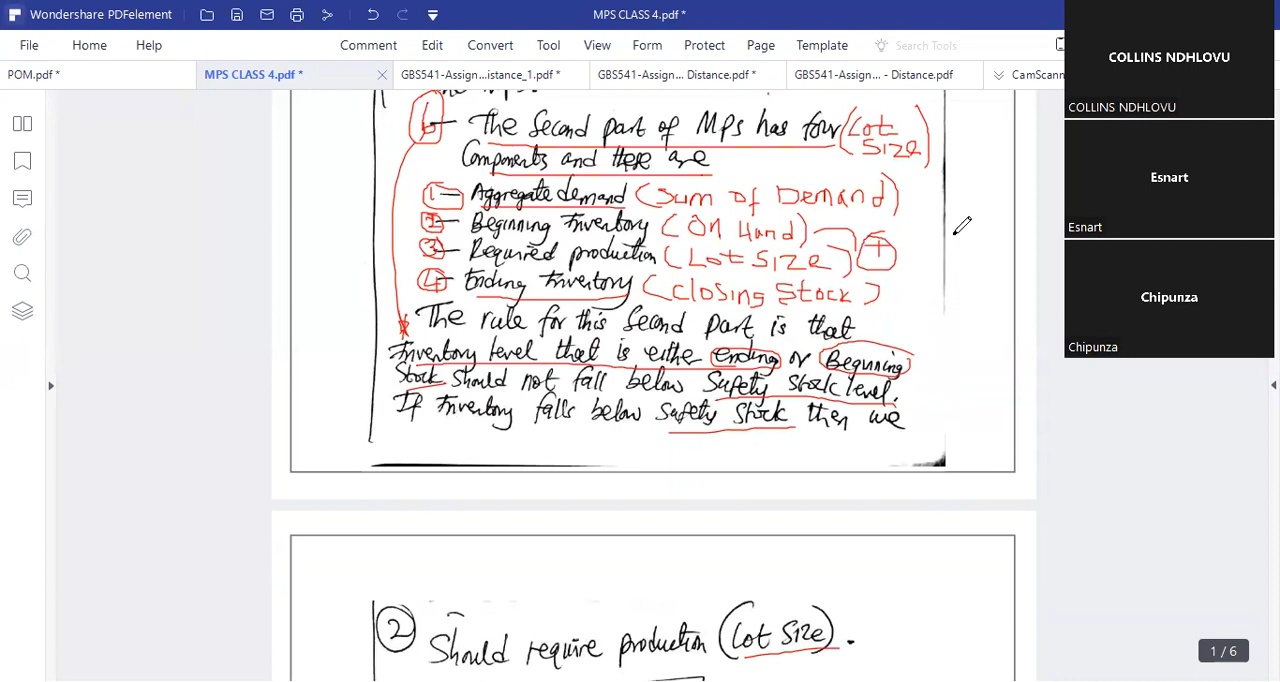 Wondershare PDFelement
MPS CLASS 4.pdf *
File Home Help Comment Edit Convert Tool View Form Protect Page Template Search Tools
POM.pdf * MPS CLASS 4.pdf * GBS541-Assign...istance_1.pdf * GBS541-Assign... Distance.pdf * GBS541-Assign... - Distance.pdf CamScann
COLLINS NDHLOVU
COLLINS NDHLOVU
Esnart
Esnart
Chipunza
Chipunza
The Second part of MPS has four (Lot Size)
Components and these are
1 - Aggregate demand (Sum of Demand)
2 - Beginning Inventory (On Hand)
3 - Required production (Lot Size) +
4 - Ending Inventory (Closing Stock)
* The rule for this Second Part is that
Inventory level that is either ending or Beginning
Stock should not fall below Safety Stock level.
If Inventory falls below Safety Stock then we
2 Should require production (Lot Size).
1 / 6